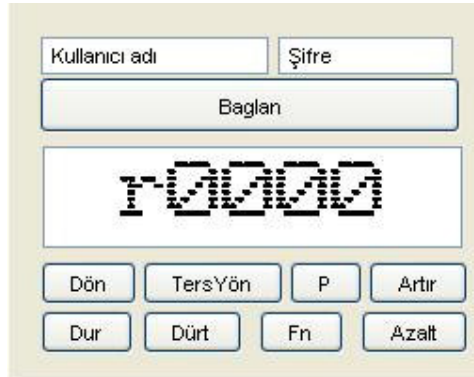 Kullanıcı adı Şifre
Baglan
r0000
Dön TersYön P Artır
Dur Dürt Fn Azalt